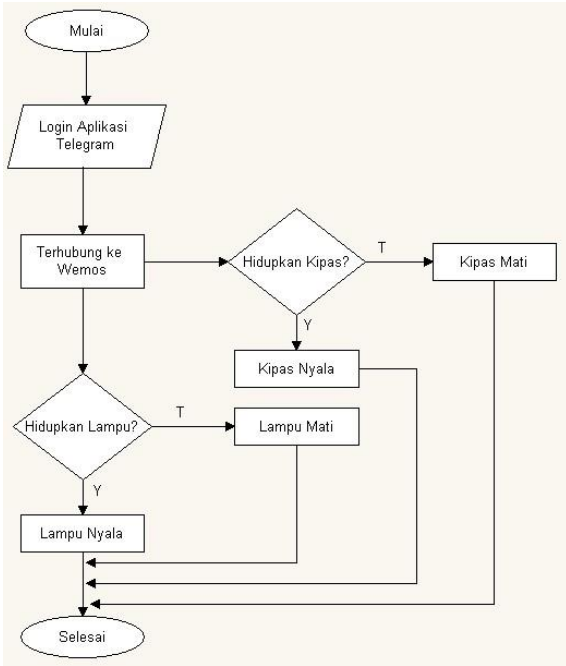 Mulai
Login Aplikasi
Telegram
Terhubung ke
Wemos
Hidupkan Kipas?
T
Kipas Mati
Y
Kipas Nyala
Hidupkan Lampu?
T
Lampu Mati
Y
Lampu Nyala
Selesai